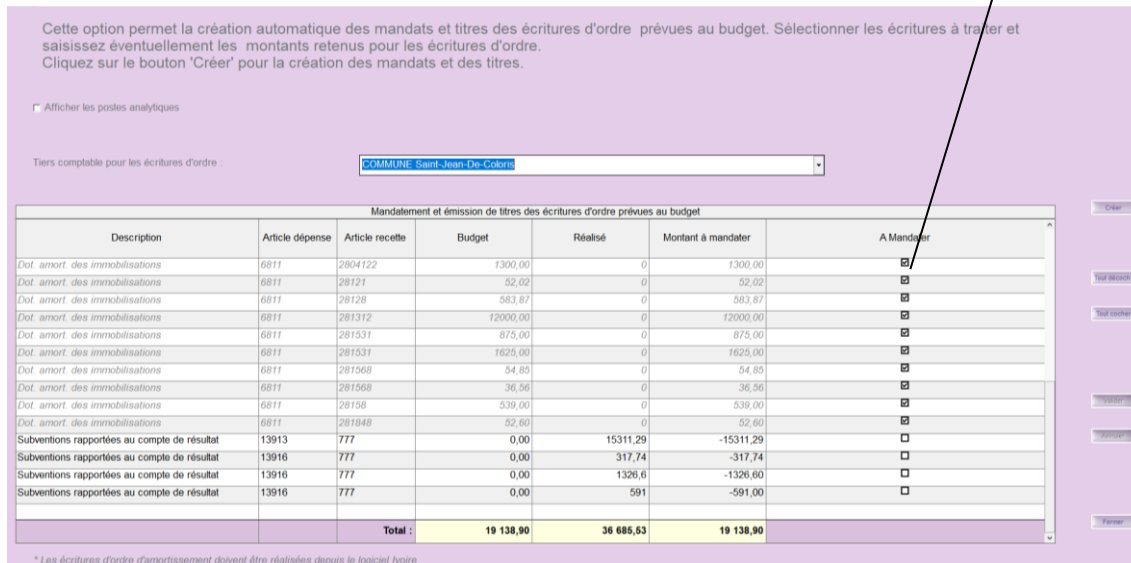 Cette option permet la création automatique des mandats et titres des écritures d'ordre prévues au budget. Sélectionner les écritures à traiter et
saisissez éventuellement les montants retenus pour les écritures d'ordre.
Cliquez sur le bouton 'Créer' pour la création des mandats et des titres.
Afficher les postes analytiques
Tiers comptable pour les écritures d'ordre : COMMUNE Saint-Jean-De-Coloris
Mandatement et émission de titres des écritures d'ordre prévues au budget
Créer
Description Article dépense Article recette Budget Réalisé Montant à mandater A Mandater
Dot. amort. des immobilisations 6811 2804122 1300,00 0 1300,00
Dot. amort. des immobilisations 6811 28121 52,02 0 52,02
Tout décoch
Dot. amort. des immobilisations 6811 28128 583,87 0 583,87
Dot. amort. des immobilisations 6811 281312 12000,00 0 12000,00
Tout cocher
Dot. amort. des immobilisations 6811 281531 875,00 0 875,00
Dot. amort. des immobilisations 6811 281531 1625,00 0 1625,00
Dot. amort. des immobilisations 6811 281568 54,85 0 54,85
Dot. amort. des immobilisations 6811 281568 36,56 0 36,56
Dot. amort. des immobilisations 6811 28158 539,00 0 539,00
Valider
Dot. amort. des immobilisations 6811 281848 52,60 0 52,60
Subventions rapportées au compte de résultat 13913 777 0,00 15311,29 -15311,29
Annuler
Subventions rapportées au compte de résultat 13916 777 0,00 317,74 -317,74
Subventions rapportées au compte de résultat 13916 777 0,00 1326,6 -1326,60
Subventions rapportées au compte de résultat 13916 777 0,00 591 -591,00
Total : 19 138,90 36 685,53 19 138,90
Fermer
* Les écritures d'ordre d'amortissement doivent être réalisées depuis le logiciel Ivoire